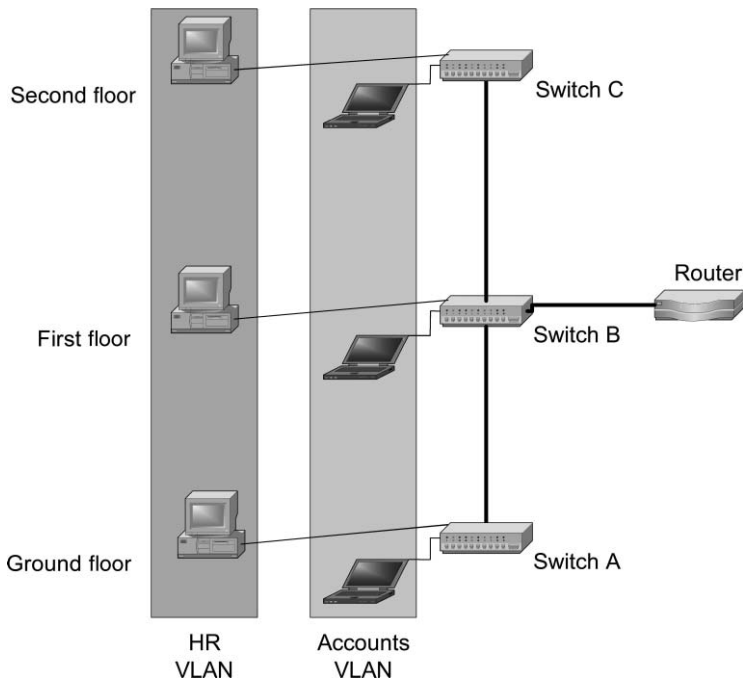 Second floor
Switch C
Router
First floor
Switch B
Ground floor
Switch A
HR
VLAN
Accounts
VLAN